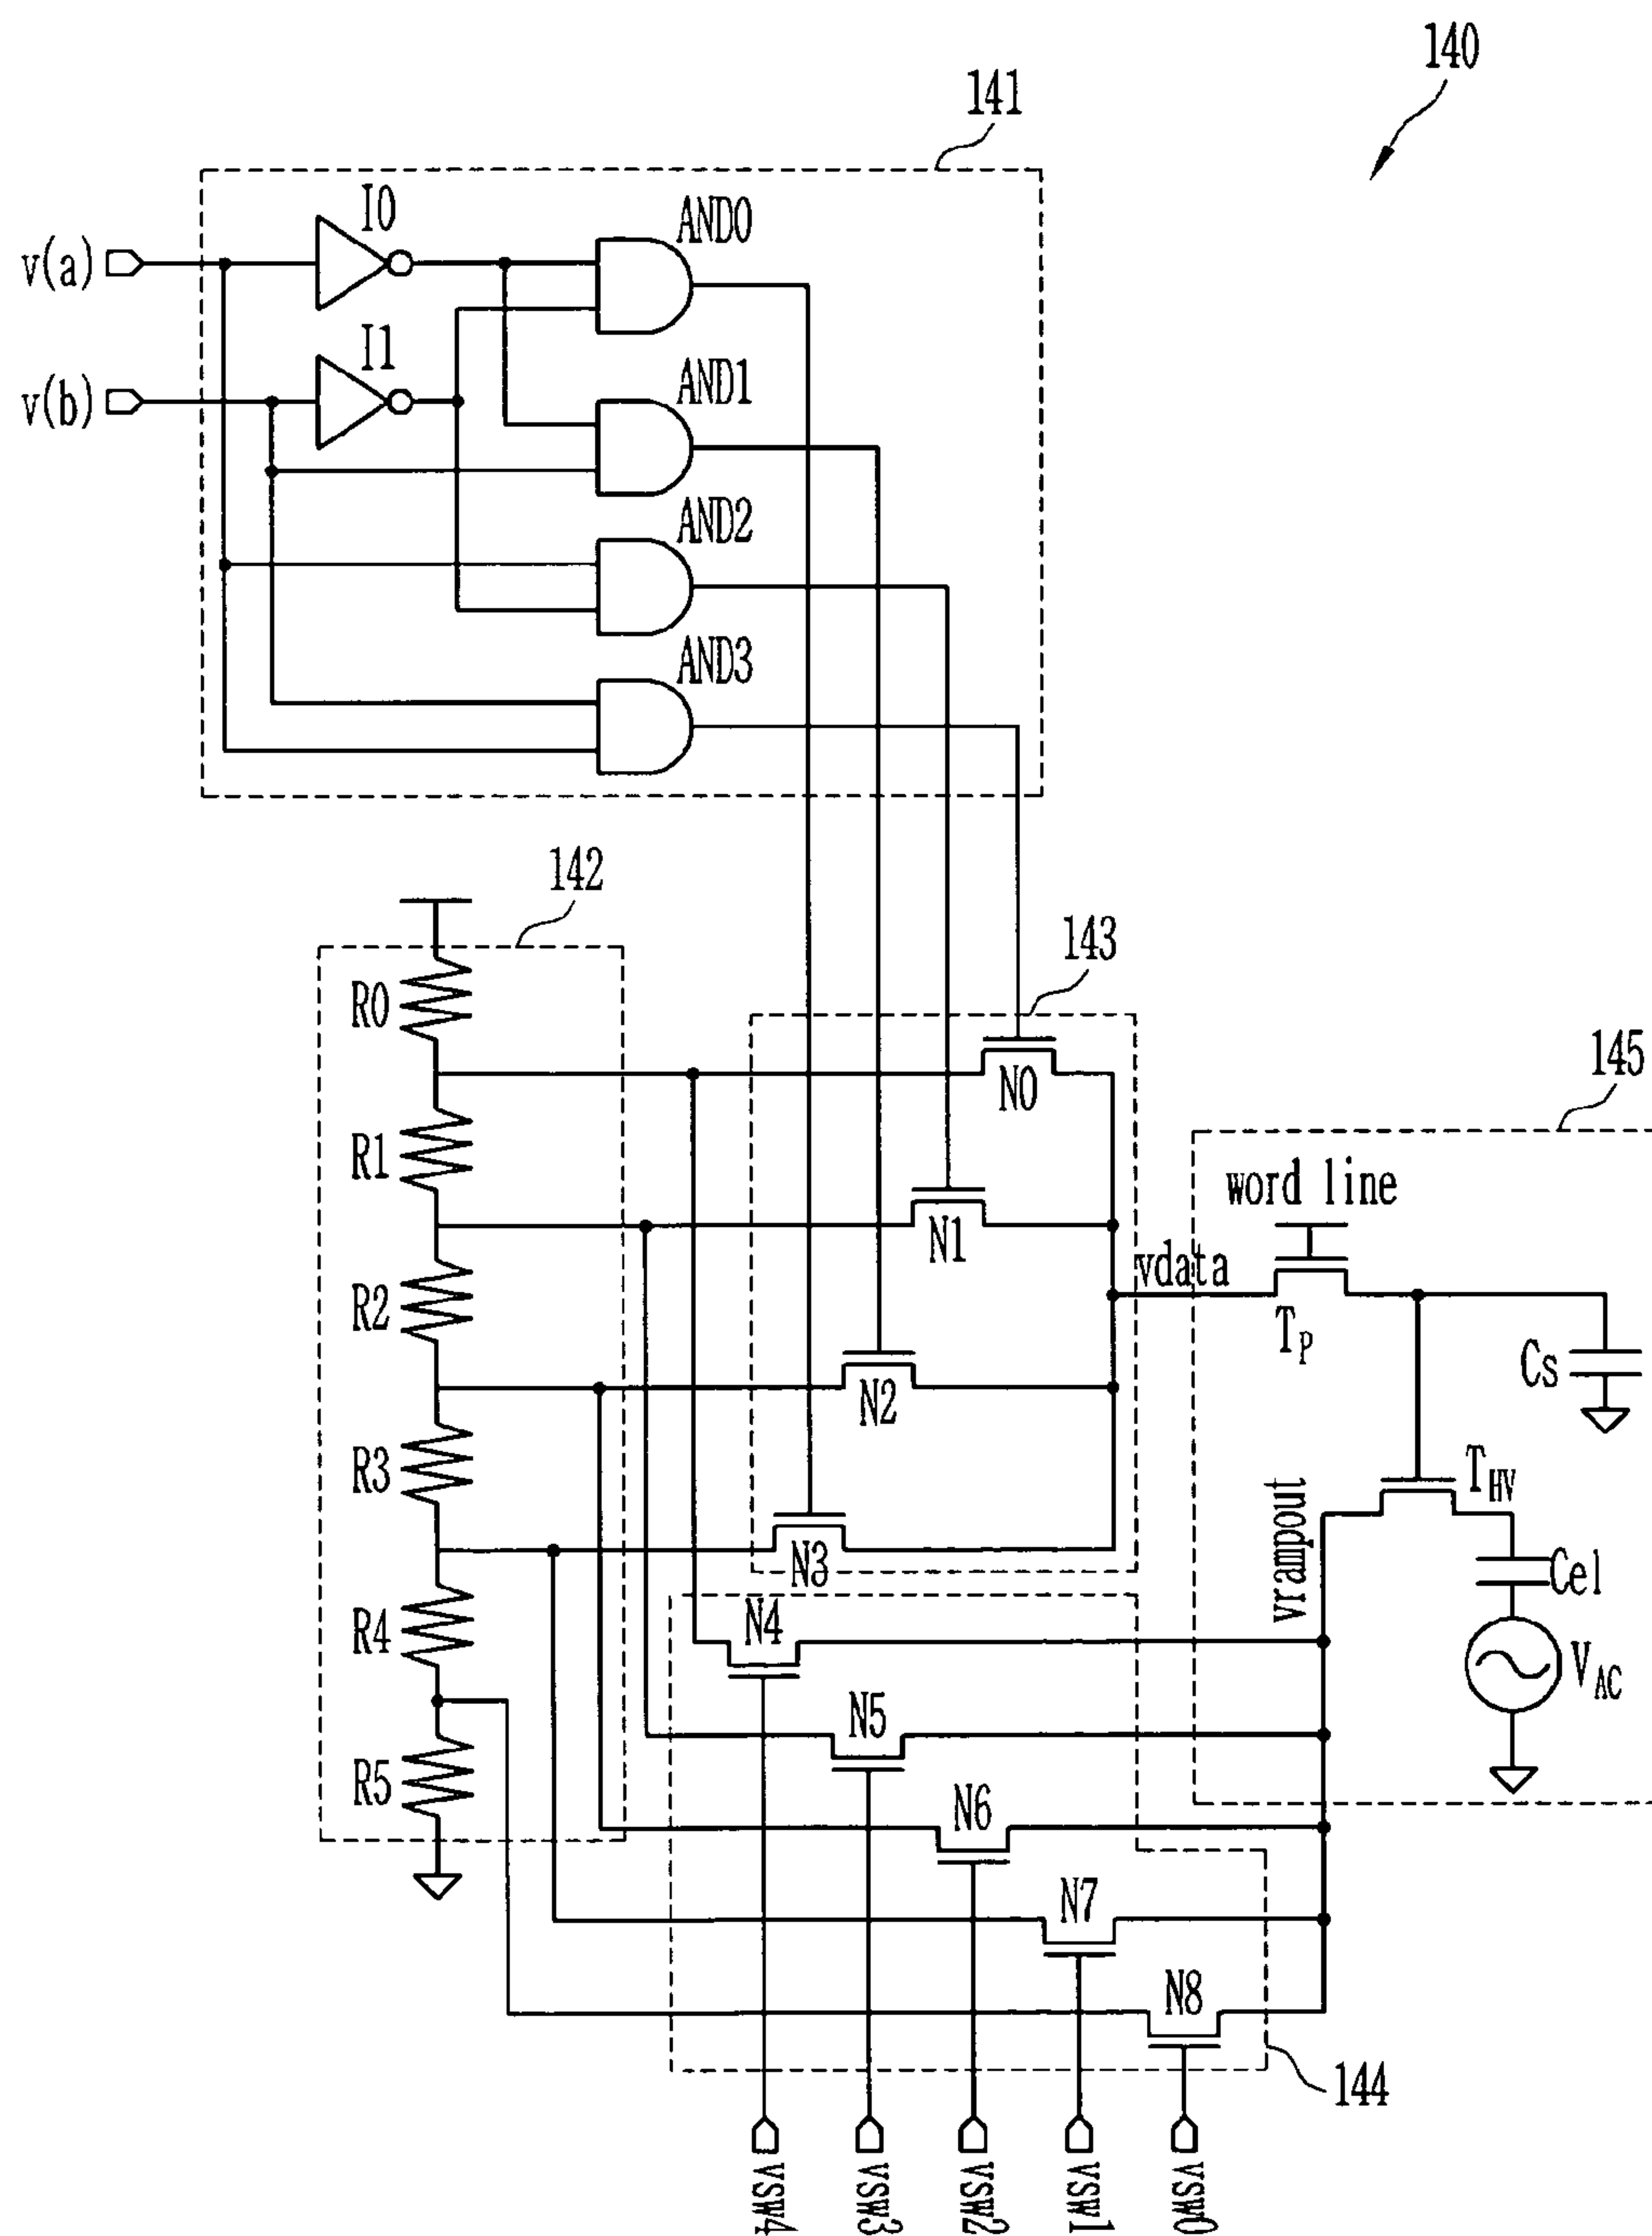 140
141
I0
AND0
v(a)
I1
AND1
v(b)
AND2
AND3
142
143
R0
N0
145
R1
word line
N1
vdata
R2
TP
Cs
N2
R3
THV
vrampout
N3
Cel
R4
N4
VAC
N5
R5
N6
N7
N8
144
vsw4
vsw3
vsw2
vsw1
vsw0